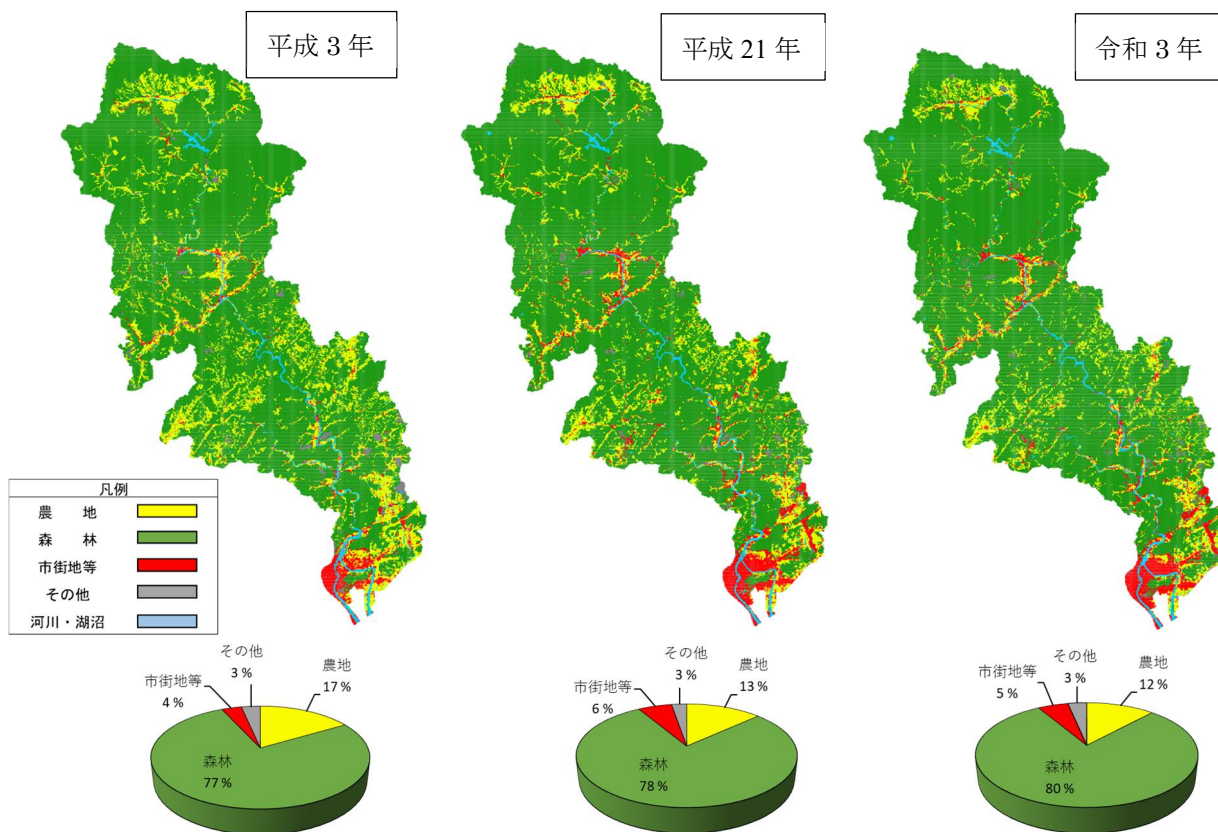 平成 3 年
平成 21 年
令和 3 年
凡例
農 地
森 林
市街地等
その他
河川・湖沼
その他
3 %
農地
17 %
市街地等
4 %
森林
77 %
その他
3 %
農地
13 %
市街地等
6 %
森林
78 %
その他
3 %
農地
12 %
市街地等
5 %
森林
80 %